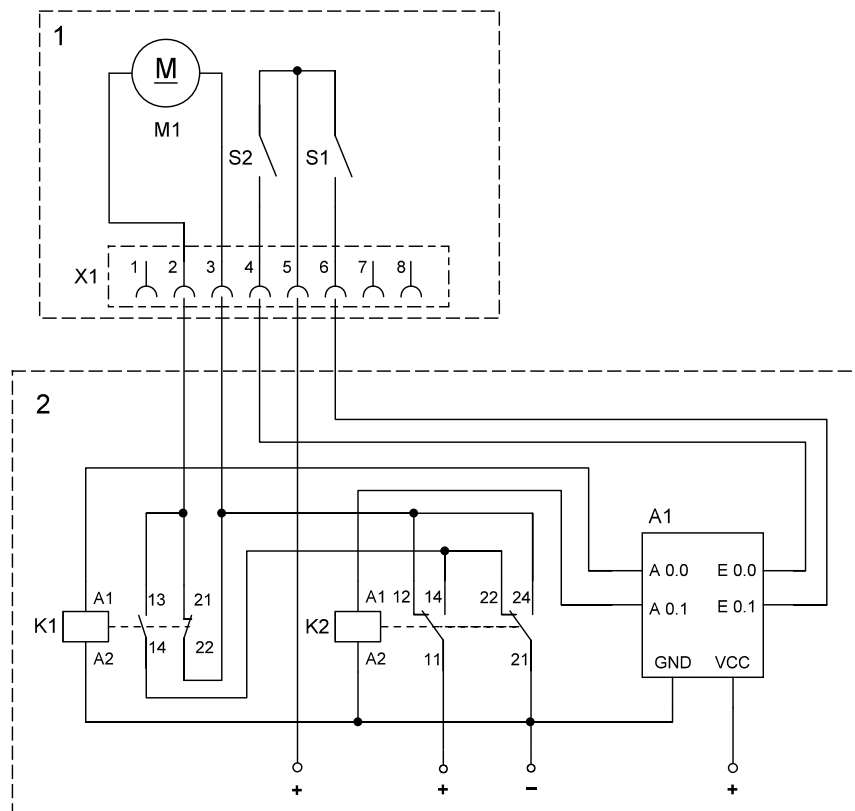 1
M
M1
S2
S1
X1
1 2 3 4 5 6 7 8
2
A1
A 0.0 E 0.0
A 0.1 E 0.1
GND VCC
K1
A1
A2
13 21
14 22
K2
A1
A2
12 14 22 24
11 21
+ + - +